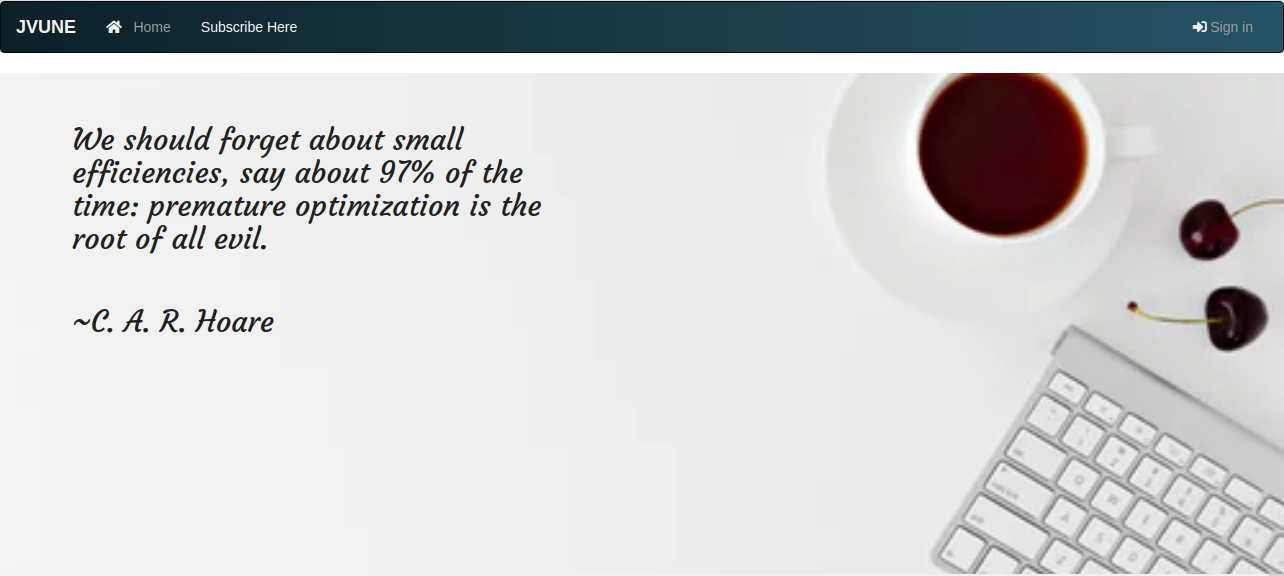 JVUNE Home Subscribe Here Sign in
We should forget about small
efficiencies, say about 97% of the
time: premature optimization is the
root of all evil.
~C. A. R. Hoare